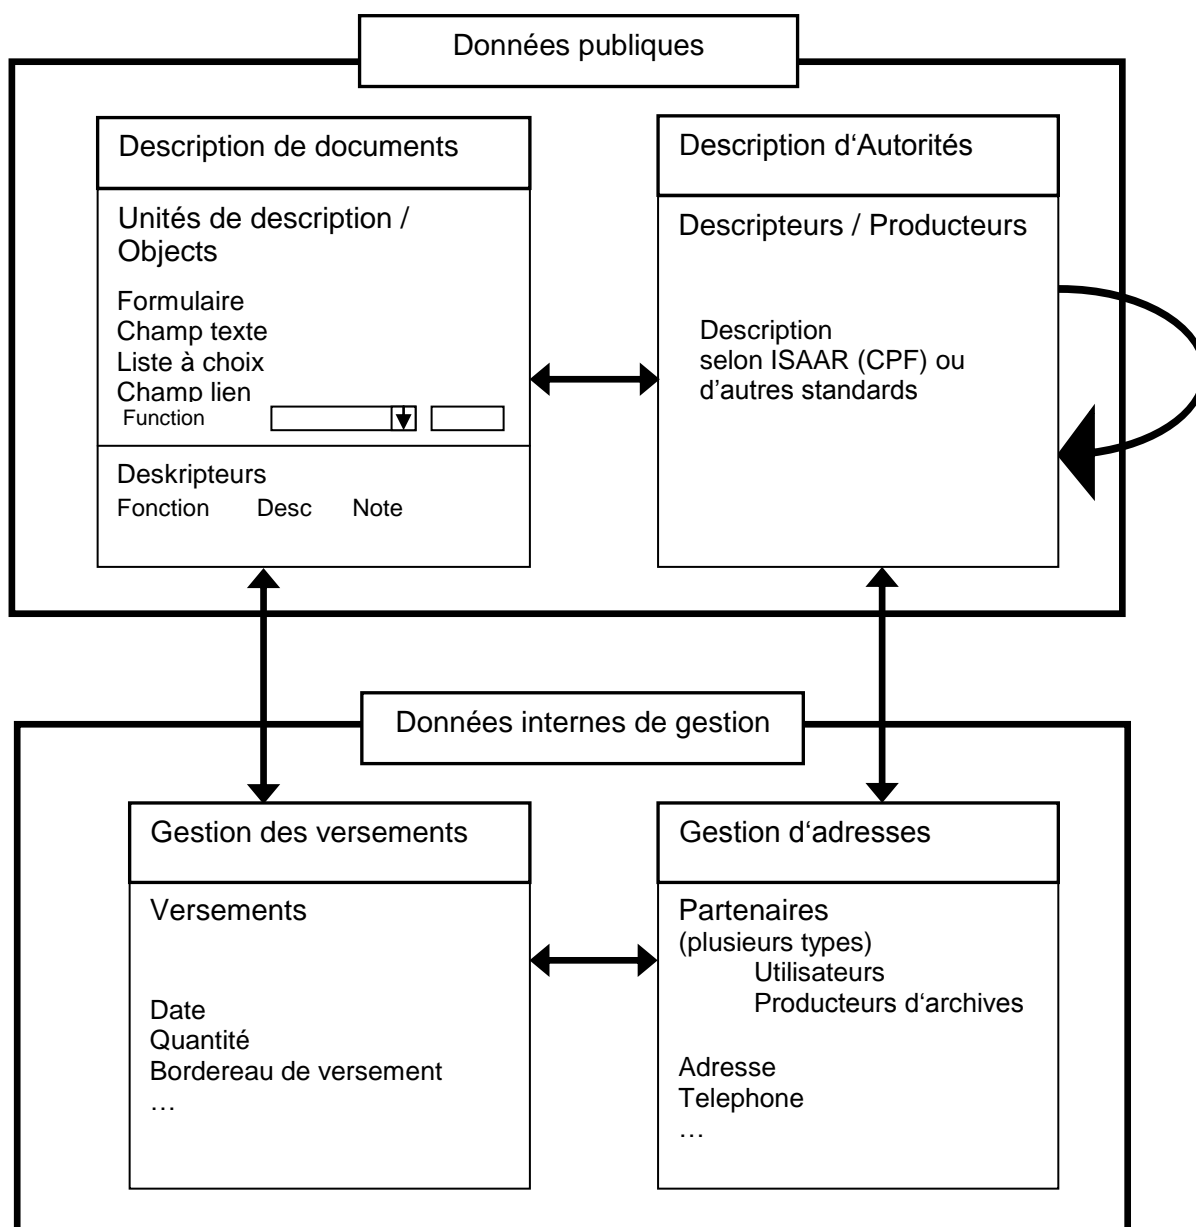 Données publiques
Description de documents
Unités de description /
Objects
Formulaire
Champ texte
Liste à choix
Champ lien
Function
Deskripteurs
Fonction Desc Note
Description d‘Autorités
Descripteurs / Producteurs
Description
selon ISAAR (CPF) ou
d’autres standards
Données internes de gestion
Gestion des versements
Versements
Date
Quantité
Bordereau de versement
…
Gestion d‘adresses
Partenaires
(plusieurs types)
Utilisateurs
Producteurs d‘archives
Adresse
Telephone
…